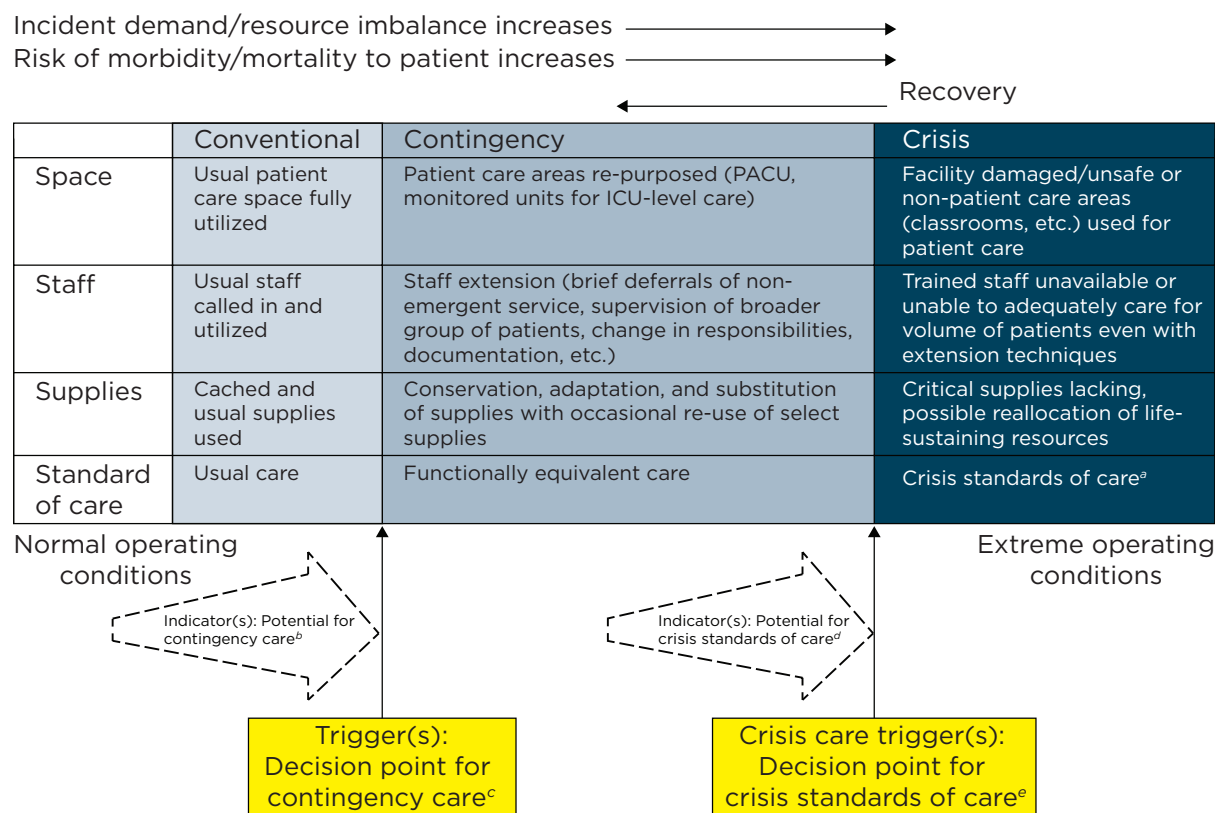 Incident demand/resource imbalance increases
Risk of morbidity/mortality to patient increases
Recovery
Conventional
Contingency
Crisis
Space
Usual patient
care space fully
utilized
Patient care areas re-purposed (PACU,
monitored units for ICU-level care)
Facility damaged/unsafe or
non-patient care areas
(classrooms, etc.) used for
patient care
Staff
Usual staff
called in and
utilized
Staff extension (brief deferrals of non-
emergent service, supervision of broader
group of patients, change in responsibilities,
documentation, etc.)
Trained staff unavailable or
unable to adequately care for
volume of patients even with
extension techniques
Supplies
Cached and
usual supplies
used
Conservation, adaptation, and substitution
of supplies with occasional re-use of select
supplies
Critical supplies lacking,
possible reallocation of life-
sustaining resources
Standard
of care
Usual care
Functionally equivalent care
Crisis standards of careᵃ
Normal operating
conditions
Extreme operating
conditions
Indicator(s): Potential for
contingency careᵇ
Indicator(s): Potential for
crisis standards of careᵈ
Trigger(s):
Decision point for
contingency careᶜ
Crisis care trigger(s):
Decision point for
crisis standards of careᵉ